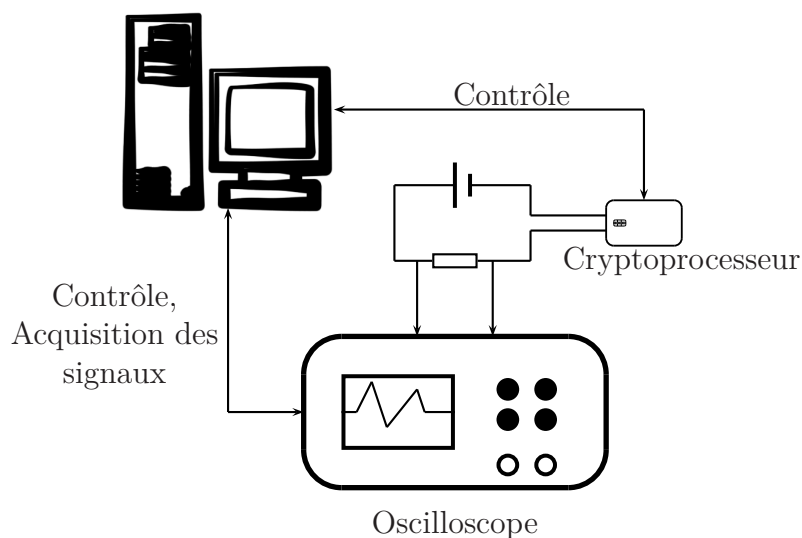 Contrôle
Cryptoprocesseur
Contrôle,
Acquisition des
signaux
Oscilloscope